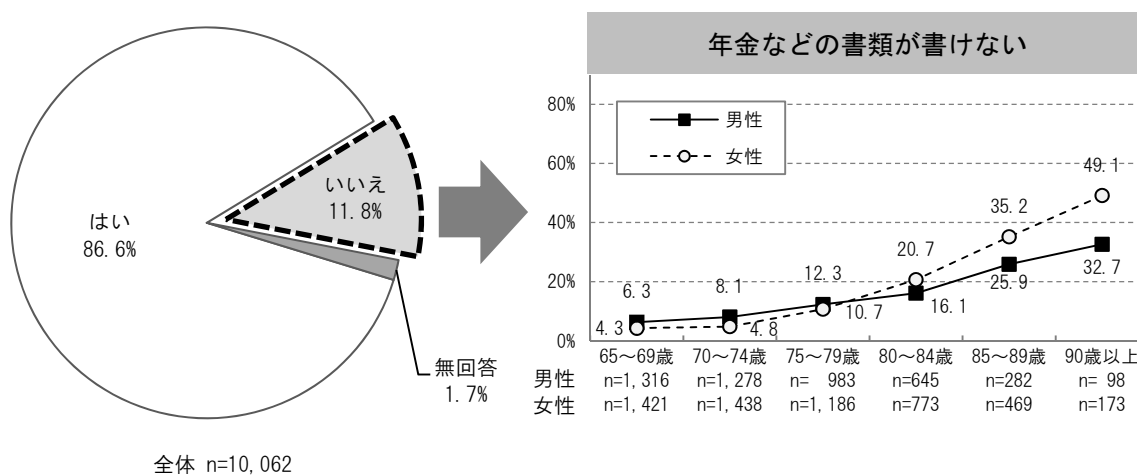 はい
86.6%
いいえ
11.8%
無回答
1.7%
全体 n=10,062
年金などの書類が書けない
80%
60%
40%
20%
0%
男性
女性
6.3
8.1
12.3
20.7
35.2
49.1
4.3
4.8
10.7
16.1
25.9
32.7
65～69歳 70～74歳 75～79歳 80～84歳 85～89歳 90歳以上
男性 n=1,316 n=1,278 n= 983 n=645 n=282 n= 98
女性 n=1,421 n=1,438 n=1,186 n=773 n=469 n=173